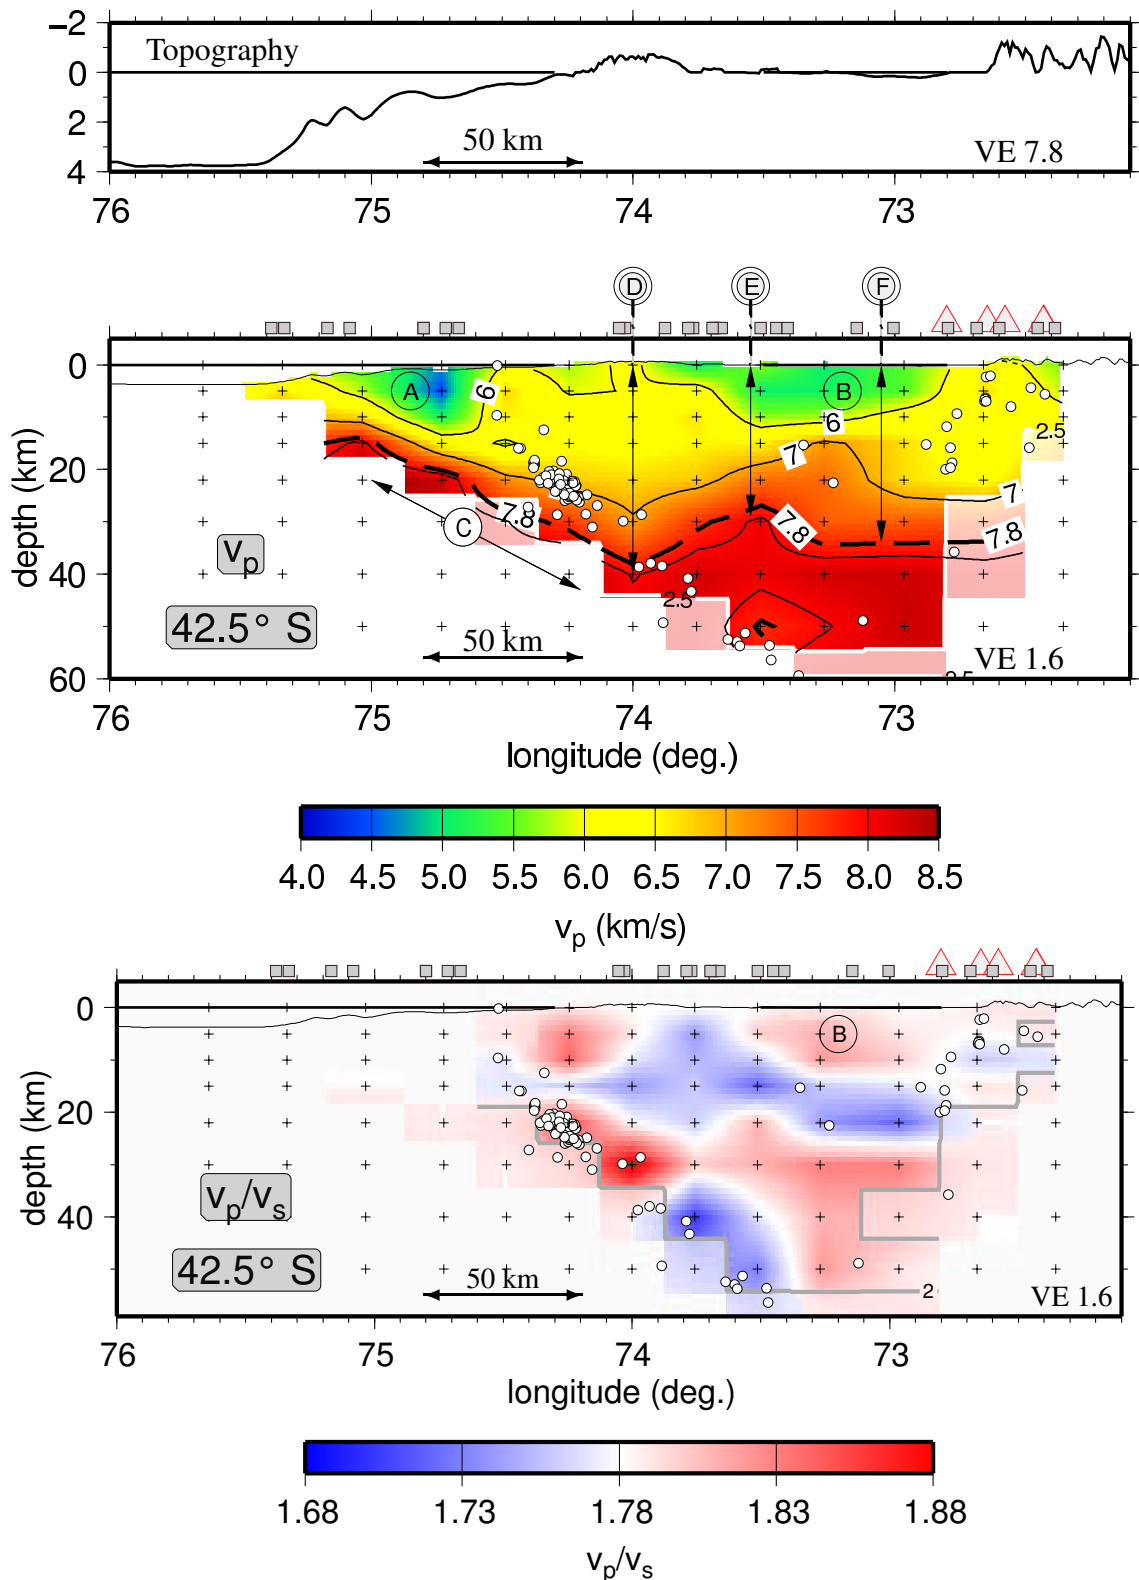 −2
Topography
0
2
50 km
VE 7.8
4
76 75 74 73
D E F
0
A B
6 6
depth (km)
20
7 7
2.5
7.8 7.8 7.8
C
vp
40
2.5
42.5° S
50 km
VE 1.6
60
2.5
76 75 74 73
longitude (deg.)
4.0 4.5 5.0 5.5 6.0 6.5 7.0 7.5 8.0 8.5
vp (km/s)
0
B
depth (km)
20
vp/vs
40
42.5° S
50 km
2
VE 1.6
76 75 74 73
longitude (deg.)
1.68 1.73 1.78 1.83 1.88
vp/vs